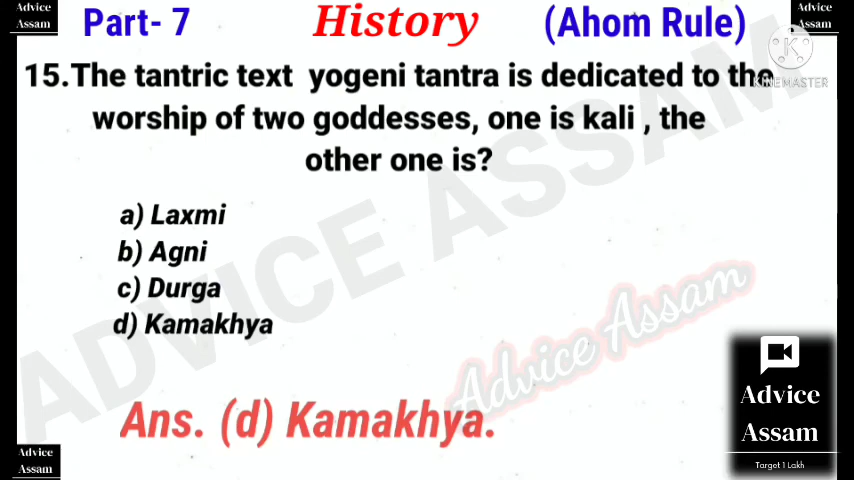 Advice
Assam
Part- 7
History
(Ahom Rule)
Advice
Assam
KINEMASTER
15.The tantric text yogeni tantra is dedicated to the
worship of two goddesses, one is kali , the
other one is?
a) Laxmi
b) Agni
c) Durga
d) Kamakhya
ADVICE ASSAM
Advice Assam
Ans. (d) Kamakhya.
Advice
Assam
Target 1 Lakh
Advice
Assam